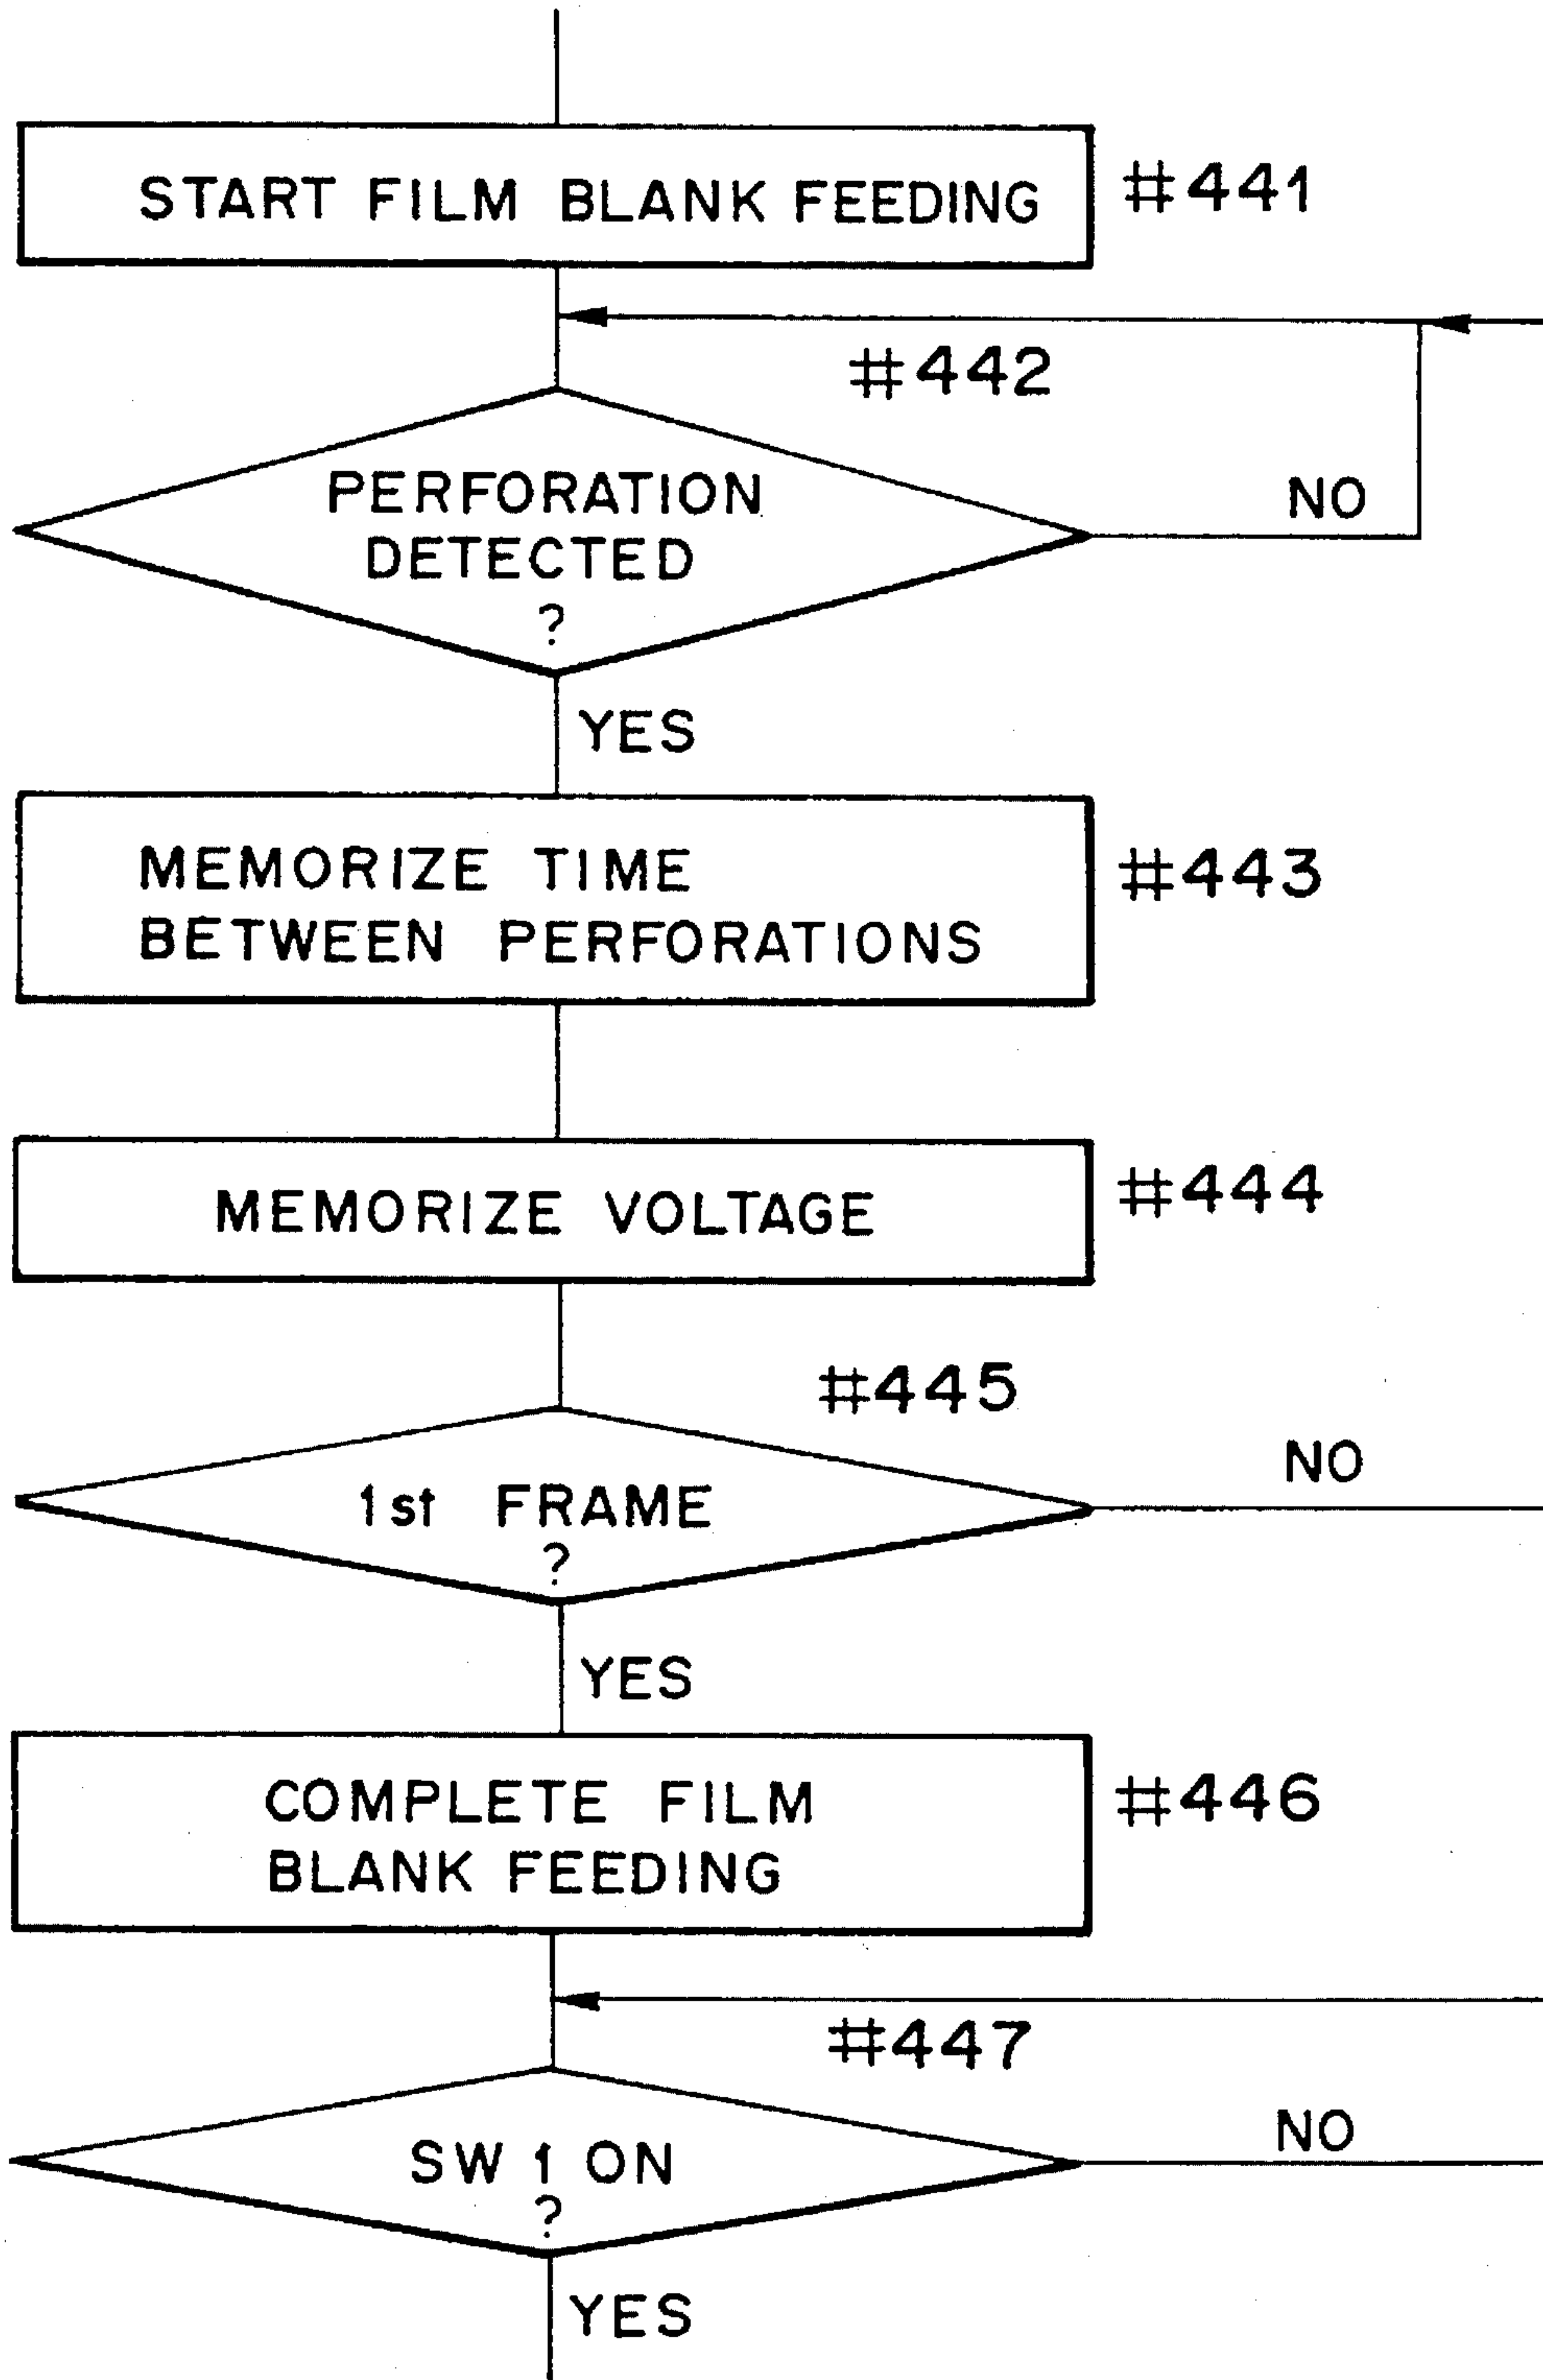 START FILM BLANK FEEDING
#441
#442
PERFORATION
DETECTED
?
NO
YES
MEMORIZE TIME
BETWEEN PERFORATIONS
#443
MEMORIZE VOLTAGE
#444
#445
1st FRAME
?
NO
YES
COMPLETE FILM
BLANK FEEDING
#446
#447
SW 1 ON
?
NO
YES